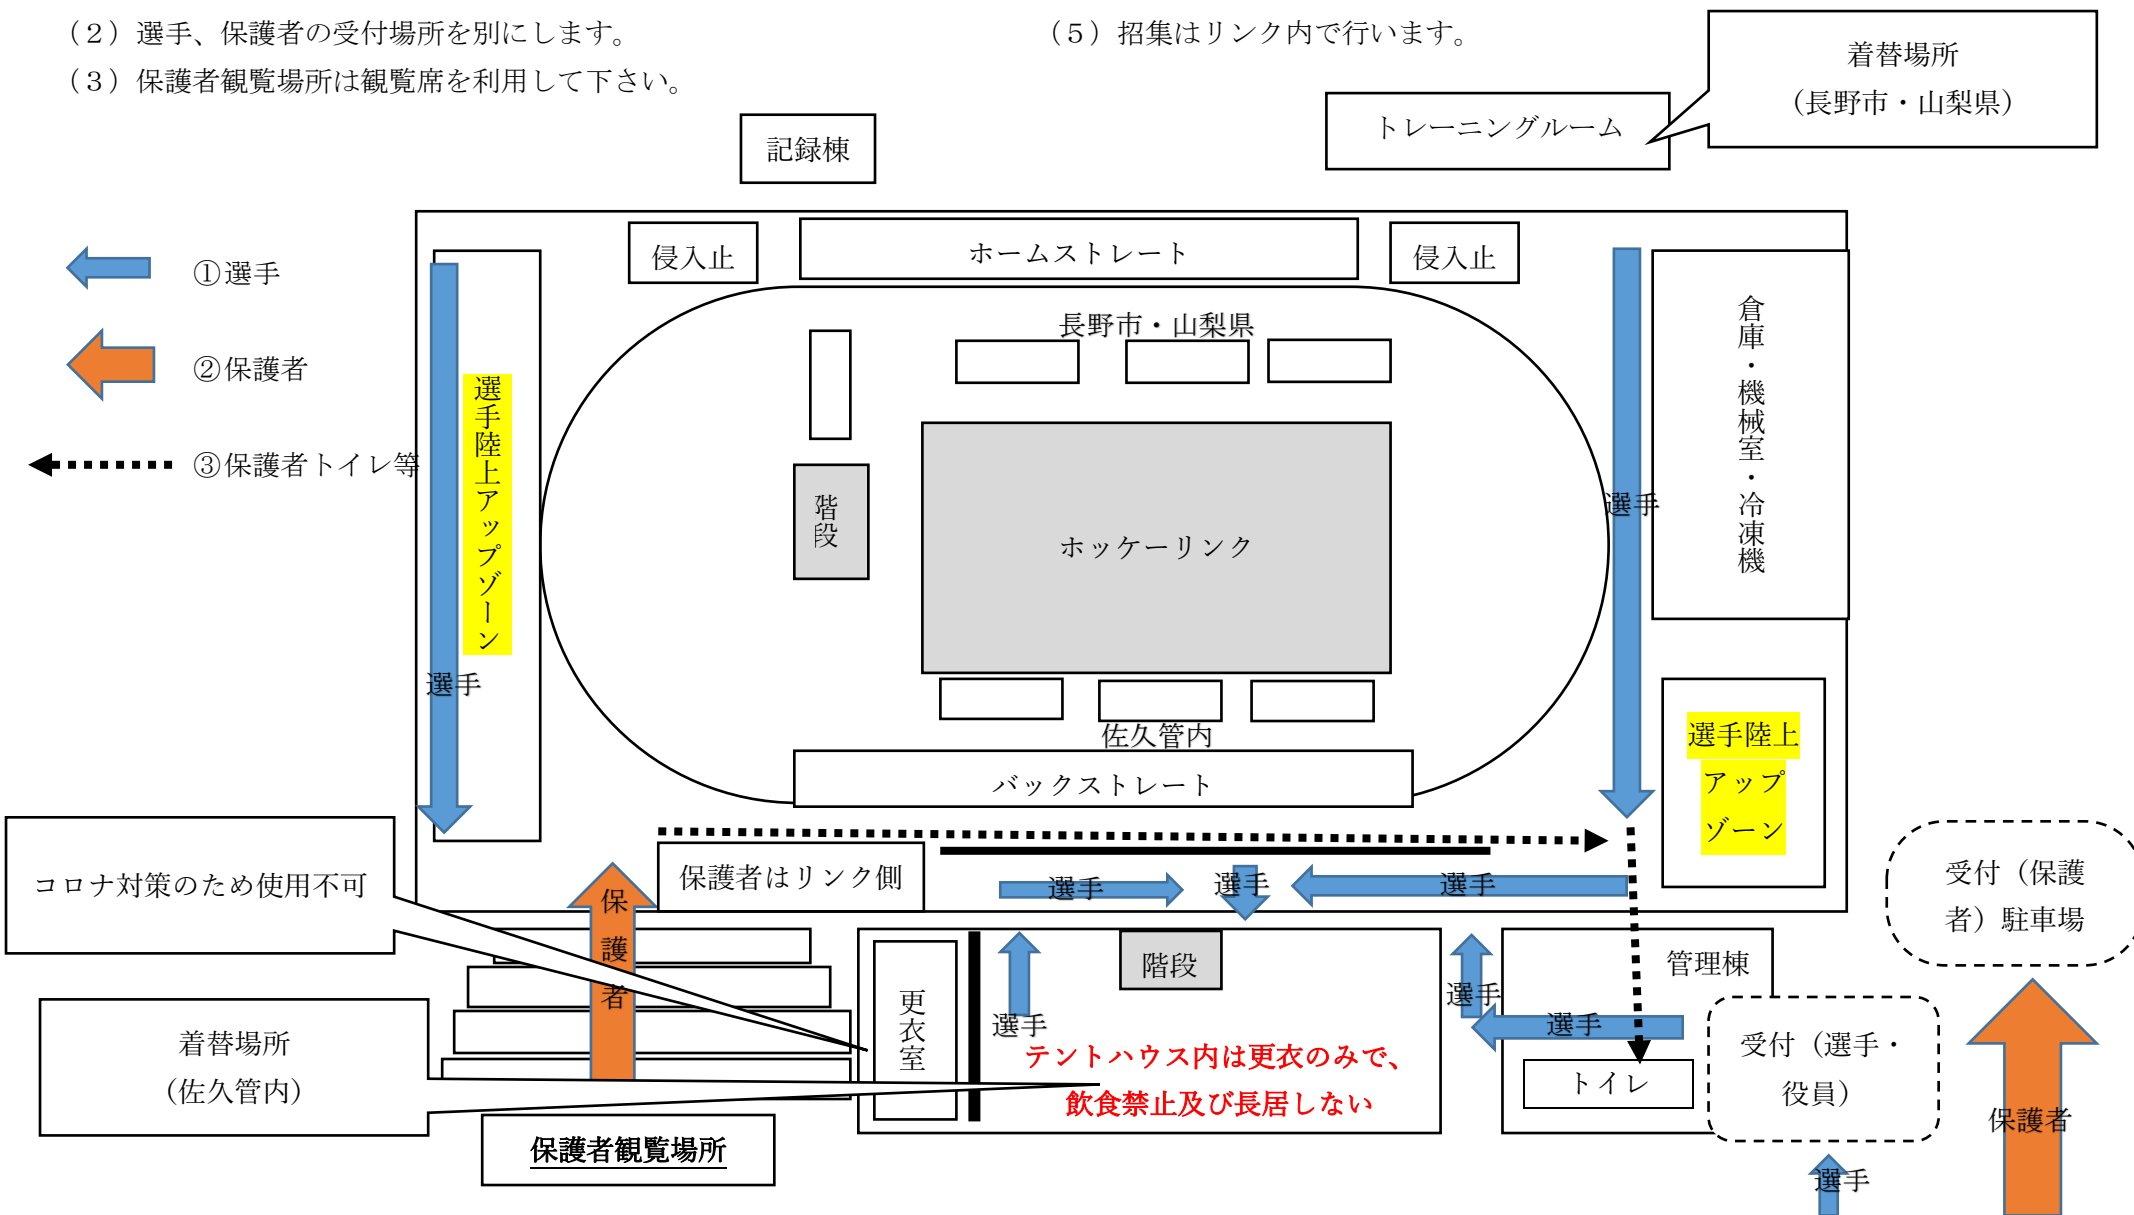 （２）選手、保護者の受付場所を別にします。
（３）保護者観覧場所は観覧席を利用して下さい。
（５）招集はリンク内で行います。
着替場所
（長野市・山梨県）
トレーニングルーム
記録棟
侵入止
ホームストレート
侵入止
①選手
②保護者
③保護者トイレ等
選手陸上アップゾーン
選手
長野市・山梨県
階段
ホッケーリンク
佐久管内
バックストレート
選手
倉庫・機械室・冷凍機
選手陸上
アップ
ゾーン
コロナ対策のため使用不可
保護者はリンク側
選手
選手
選手
受付（保護
者）駐車場
保護者
着替場所
（佐久管内）
更衣室
選手
階段
テントハウス内は更衣のみで、
飲食禁止及び長居しない
選手
選手
管理棟
トイレ
受付（選手・
役員）
保護者
選手
保護者観覧場所